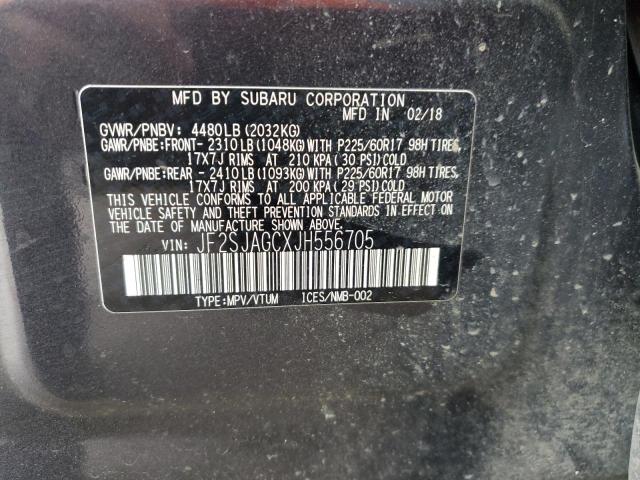 MFD BY SUBARU CORPORATION
MFD IN 02/18
GVWR/PNBV: 4480LB(2032KG)
GAWR/PNBE:FRONT- 2310LB(1048KG)WITH P225/60R17 98H TIRES,
17X7J RIMS AT 210 KPA(30 PSI)COLD
GAWR/PNBE:REAR - 2410LB(1093KG)WITH P225/60R17 98H TIRES,
17X7J RIMS AT 200 KPA(29 PSI)COLD
THIS VEHICLE CONFORMS TO ALL APPLICABLE FEDERAL MOTOR
VEHICLE SAFETY AND THEFT PREVENTION STANDARDS IN EFFECT
ON THE DATE OF MANUFACTURE SHOWN ABOVE.
VIN: JF2SJAGCXJH556705
TYPE:MPV/VTUM ICES/NMB-002